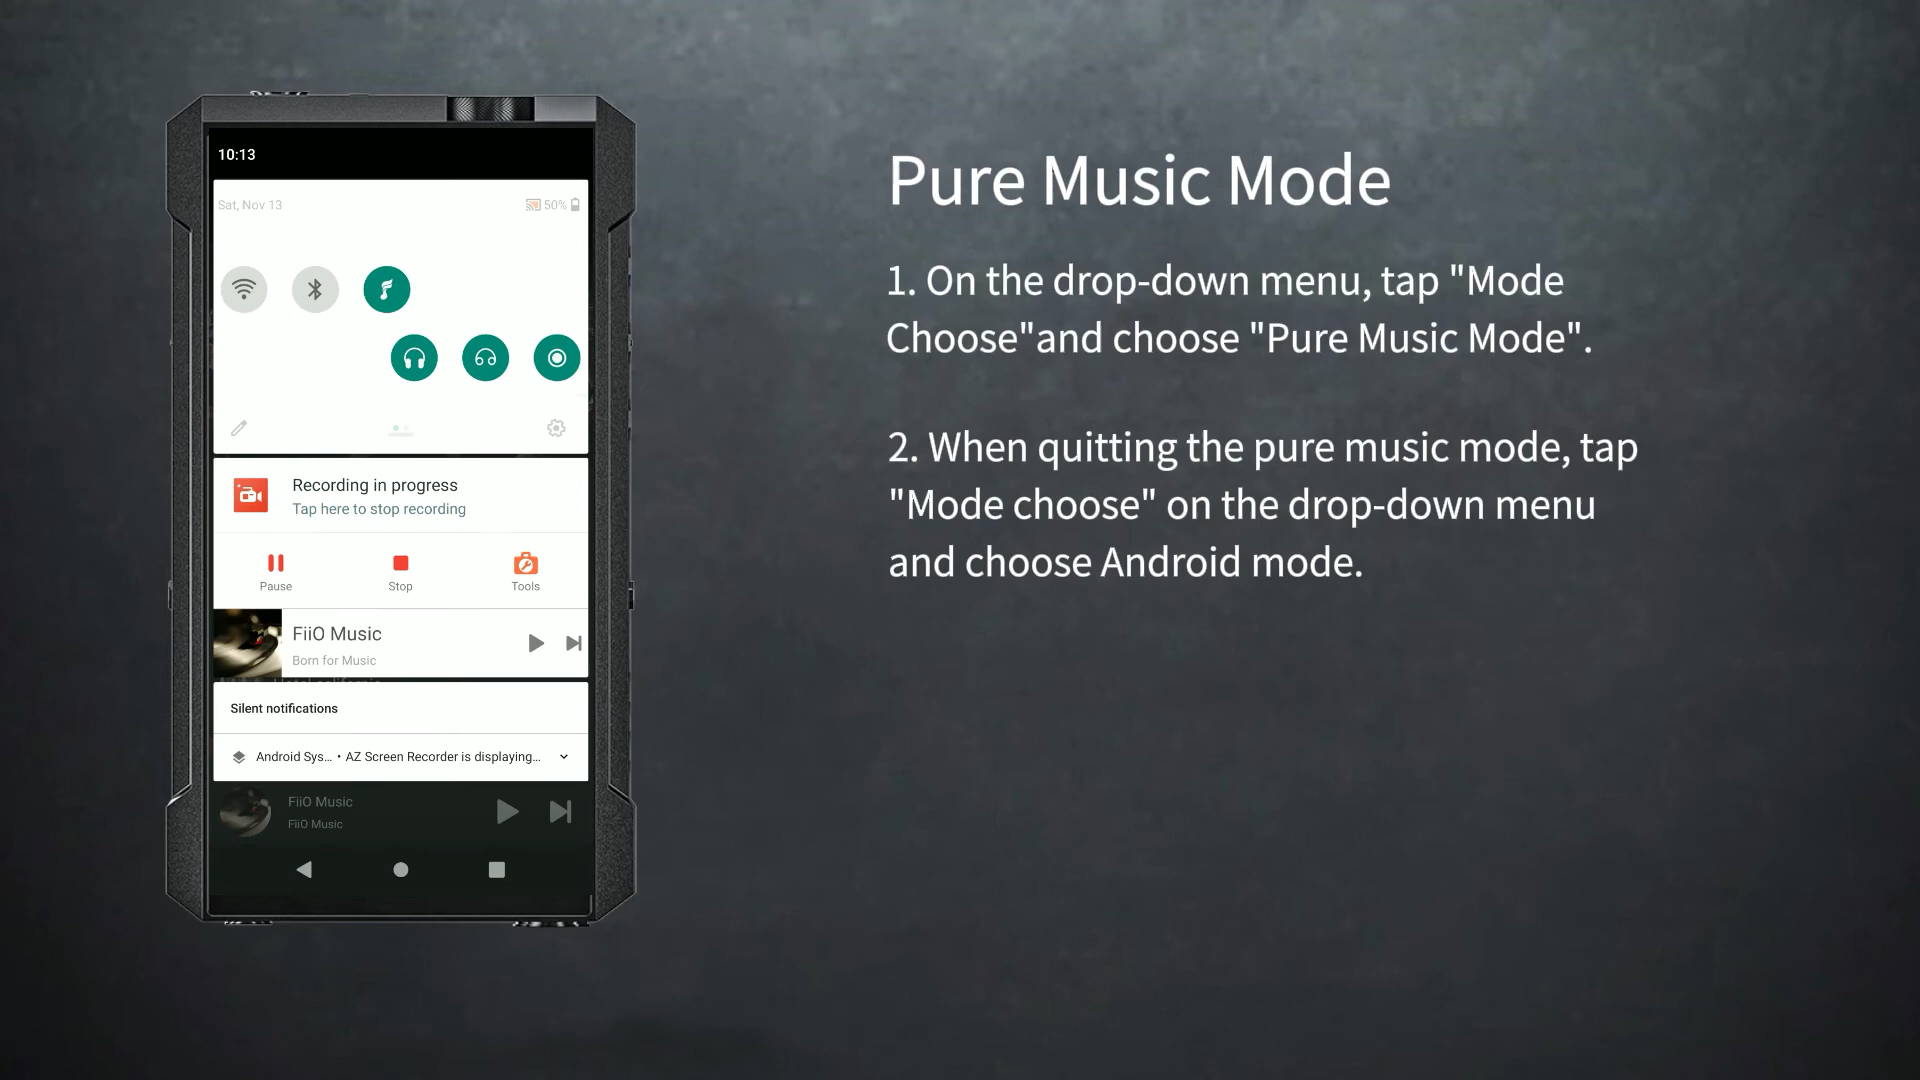 10:13
Sat, Nov 13
50%
Recording in progress
Tap here to stop recording
Pause
Stop
Tools
FiiO Music
Born for Music
Silent notifications
Android Sys... • AZ Screen Recorder is displaying...
FiiO Music
FiiO Music
Pure Music Mode
1. On the drop-down menu, tap "Mode
Choose"and choose "Pure Music Mode".
2. When quitting the pure music mode, tap
"Mode choose" on the drop-down menu
and choose Android mode.